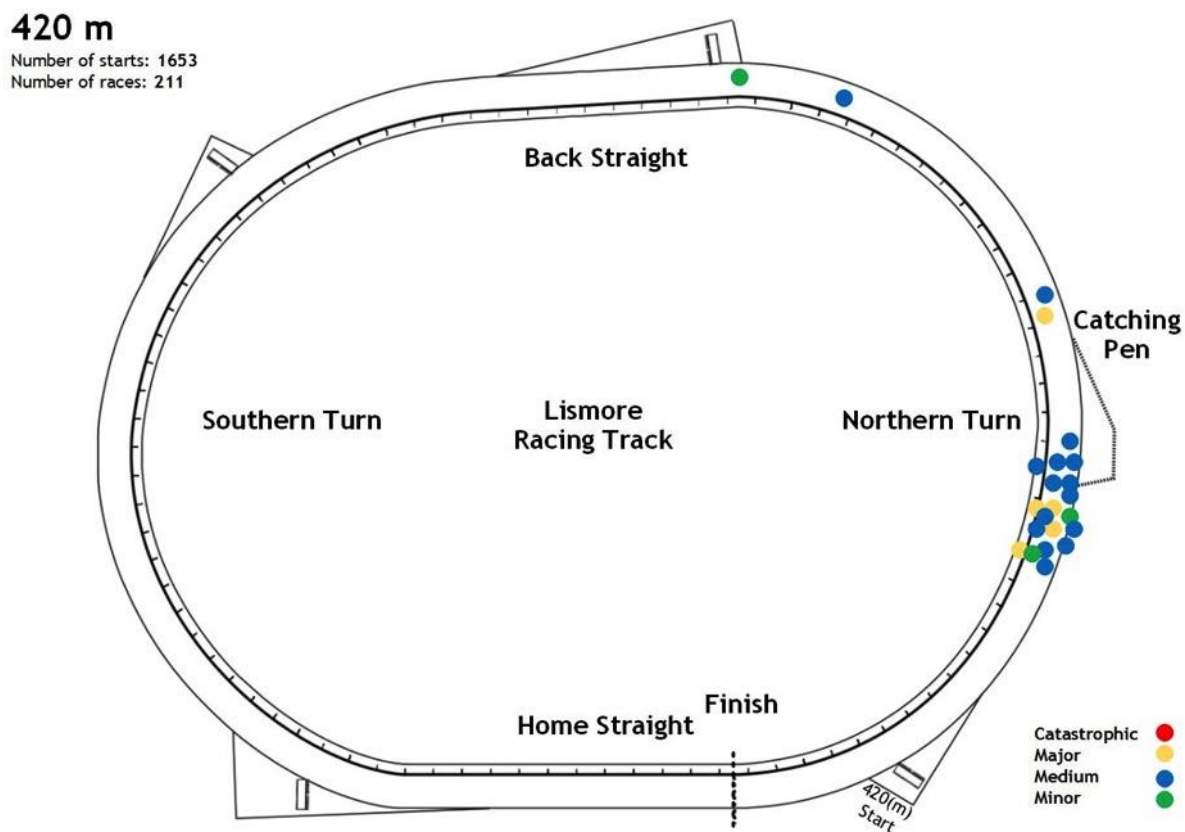 420 m
Number of starts: 1653
Number of races: 211
Back Straight
Catching
Pen
Southern Turn
Lismore
Racing Track
Northern Turn
Finish
Home Straight
420(m)
Start
Catastrophic
Major
Medium
Minor